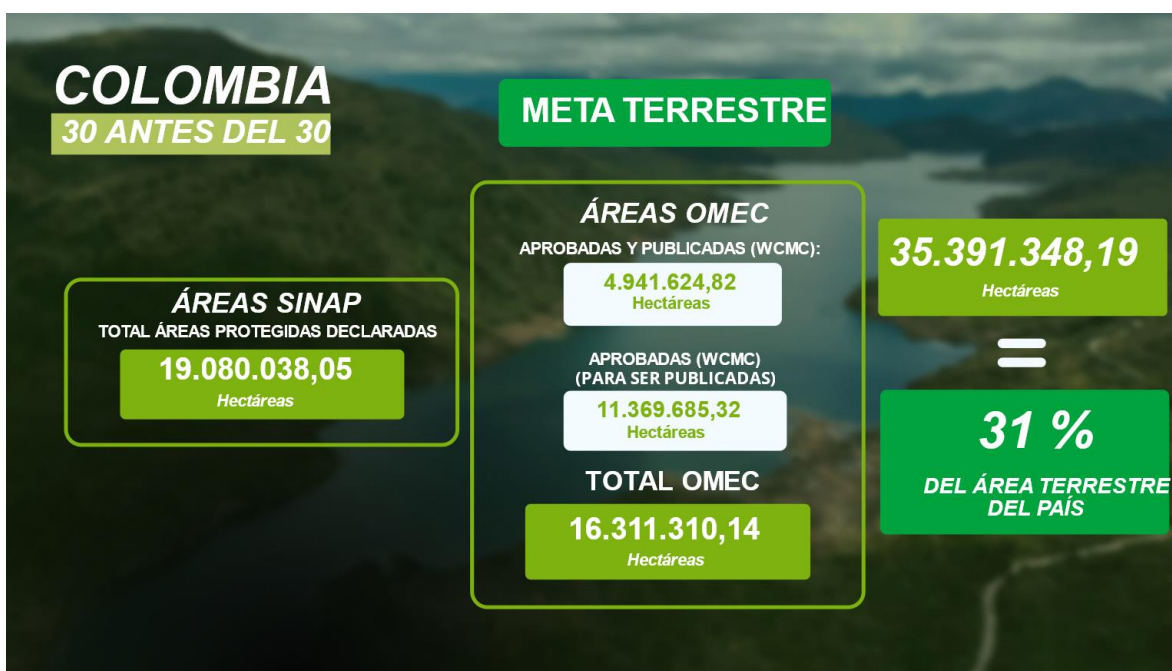 COLOMBIA
30 ANTES DEL 30
META TERRESTRE
ÁREAS SINAP
TOTAL ÁREAS PROTEGIDAS DECLARADAS
19.080.038,05
Hectáreas
ÁREAS OMEC
APROBADAS Y PUBLICADAS (WCMC):
4.941.624,82
Hectáreas
APROBADAS (WCMC)
(PARA SER PUBLICADAS)
11.369.685,32
Hectáreas
TOTAL OMEC
16.311.310,14
Hectáreas
35.391.348,19
Hectáreas
=
31 %
DEL ÁREA TERRESTRE
DEL PAÍS